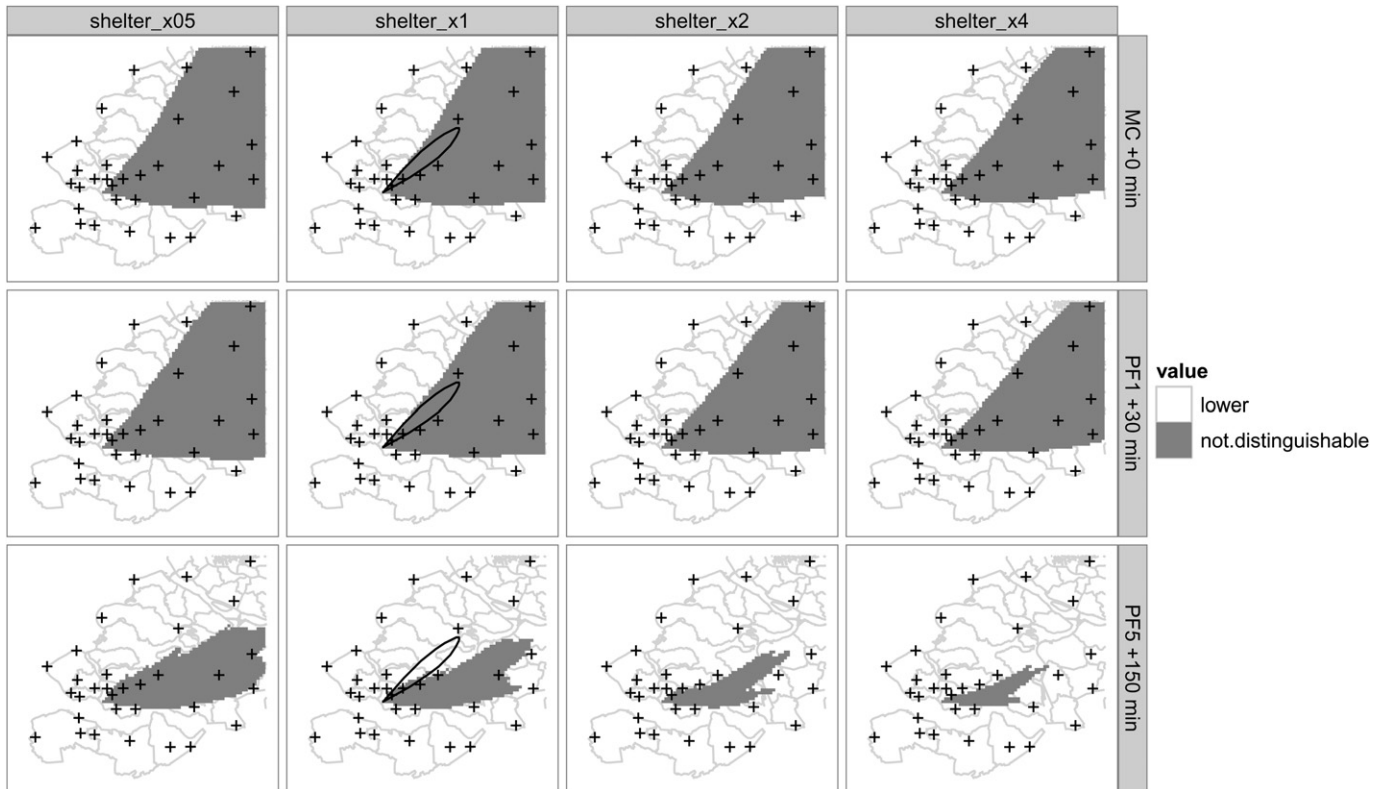 shelter_x05
shelter_x1
shelter_x2
shelter_x4
MC +0 min
PF1 +30 min
PF5 +150 min
value
lower
not.distinguishable